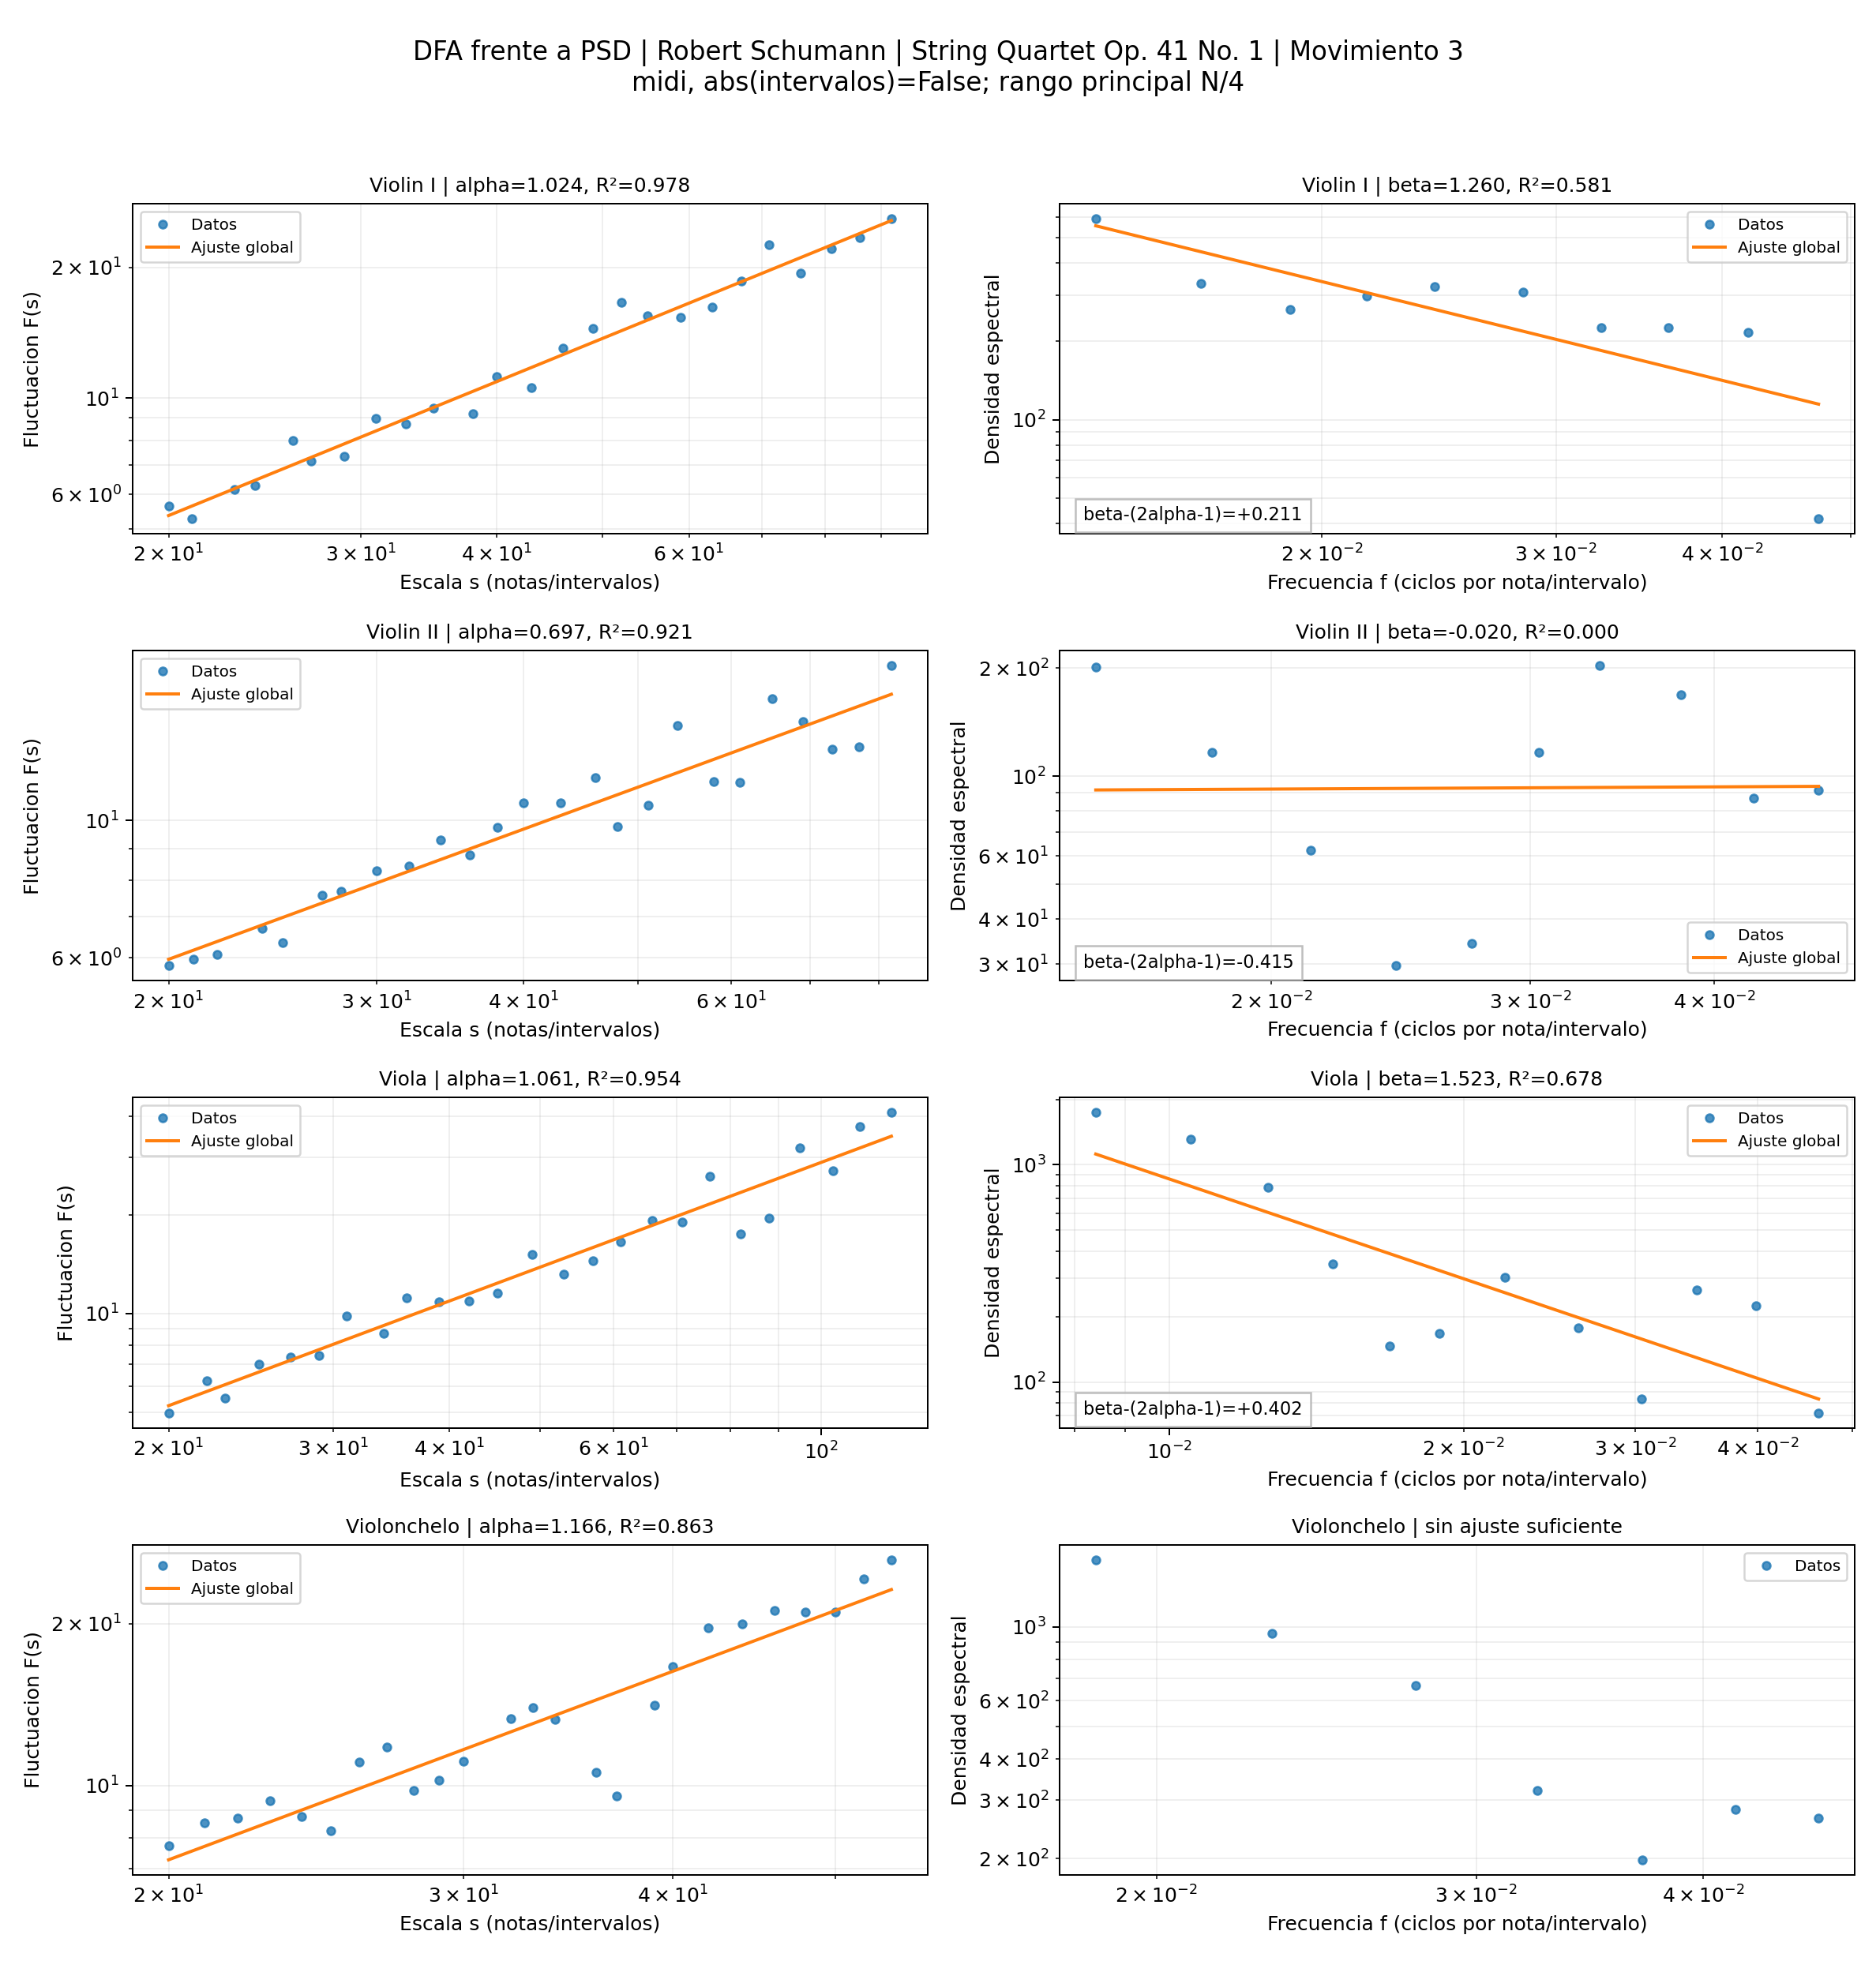 DFA frente a PSD | Robert Schumann | String Quartet Op. 41 No. 1 | Movimiento 3
midi, abs(intervalos)=False; rango principal N/4
Violin I | alpha=1.024, R²=0.978
Datos
Ajuste global
2 × 10¹
10¹
6 × 10⁰
Fluctuacion F(s)
2 × 10¹
3 × 10¹
4 × 10¹
6 × 10¹
Escala s (notas/intervalos)
Violin I | beta=1.260, R²=0.581
Datos
Ajuste global
10²
Densidad espectral
beta-(2alpha-1)=+0.211
2 × 10⁻²
3 × 10⁻²
4 × 10⁻²
Frecuencia f (ciclos por nota/intervalo)
Violin II | alpha=0.697, R²=0.921
Datos
Ajuste global
10¹
6 × 10⁰
Fluctuacion F(s)
2 × 10¹
3 × 10¹
4 × 10¹
6 × 10¹
Escala s (notas/intervalos)
Violin II | beta=-0.020, R²=0.000
2 × 10²
10²
6 × 10¹
4 × 10¹
3 × 10¹
Densidad espectral
Datos
Ajuste global
beta-(2alpha-1)=-0.415
2 × 10⁻²
3 × 10⁻²
4 × 10⁻²
Frecuencia f (ciclos por nota/intervalo)
Viola | alpha=1.061, R²=0.954
Datos
Ajuste global
10¹
Fluctuacion F(s)
2 × 10¹
3 × 10¹
4 × 10¹
6 × 10¹
10²
Escala s (notas/intervalos)
Viola | beta=1.523, R²=0.678
Datos
Ajuste global
10³
10²
Densidad espectral
beta-(2alpha-1)=+0.402
10⁻²
2 × 10⁻²
3 × 10⁻²
4 × 10⁻²
Frecuencia f (ciclos por nota/intervalo)
Violonchelo | alpha=1.166, R²=0.863
Datos
Ajuste global
2 × 10¹
10¹
Fluctuacion F(s)
2 × 10¹
3 × 10¹
4 × 10¹
Escala s (notas/intervalos)
Violonchelo | sin ajuste suficiente
Datos
10³
6 × 10²
4 × 10²
3 × 10²
2 × 10²
Densidad espectral
2 × 10⁻²
3 × 10⁻²
4 × 10⁻²
Frecuencia f (ciclos por nota/intervalo)